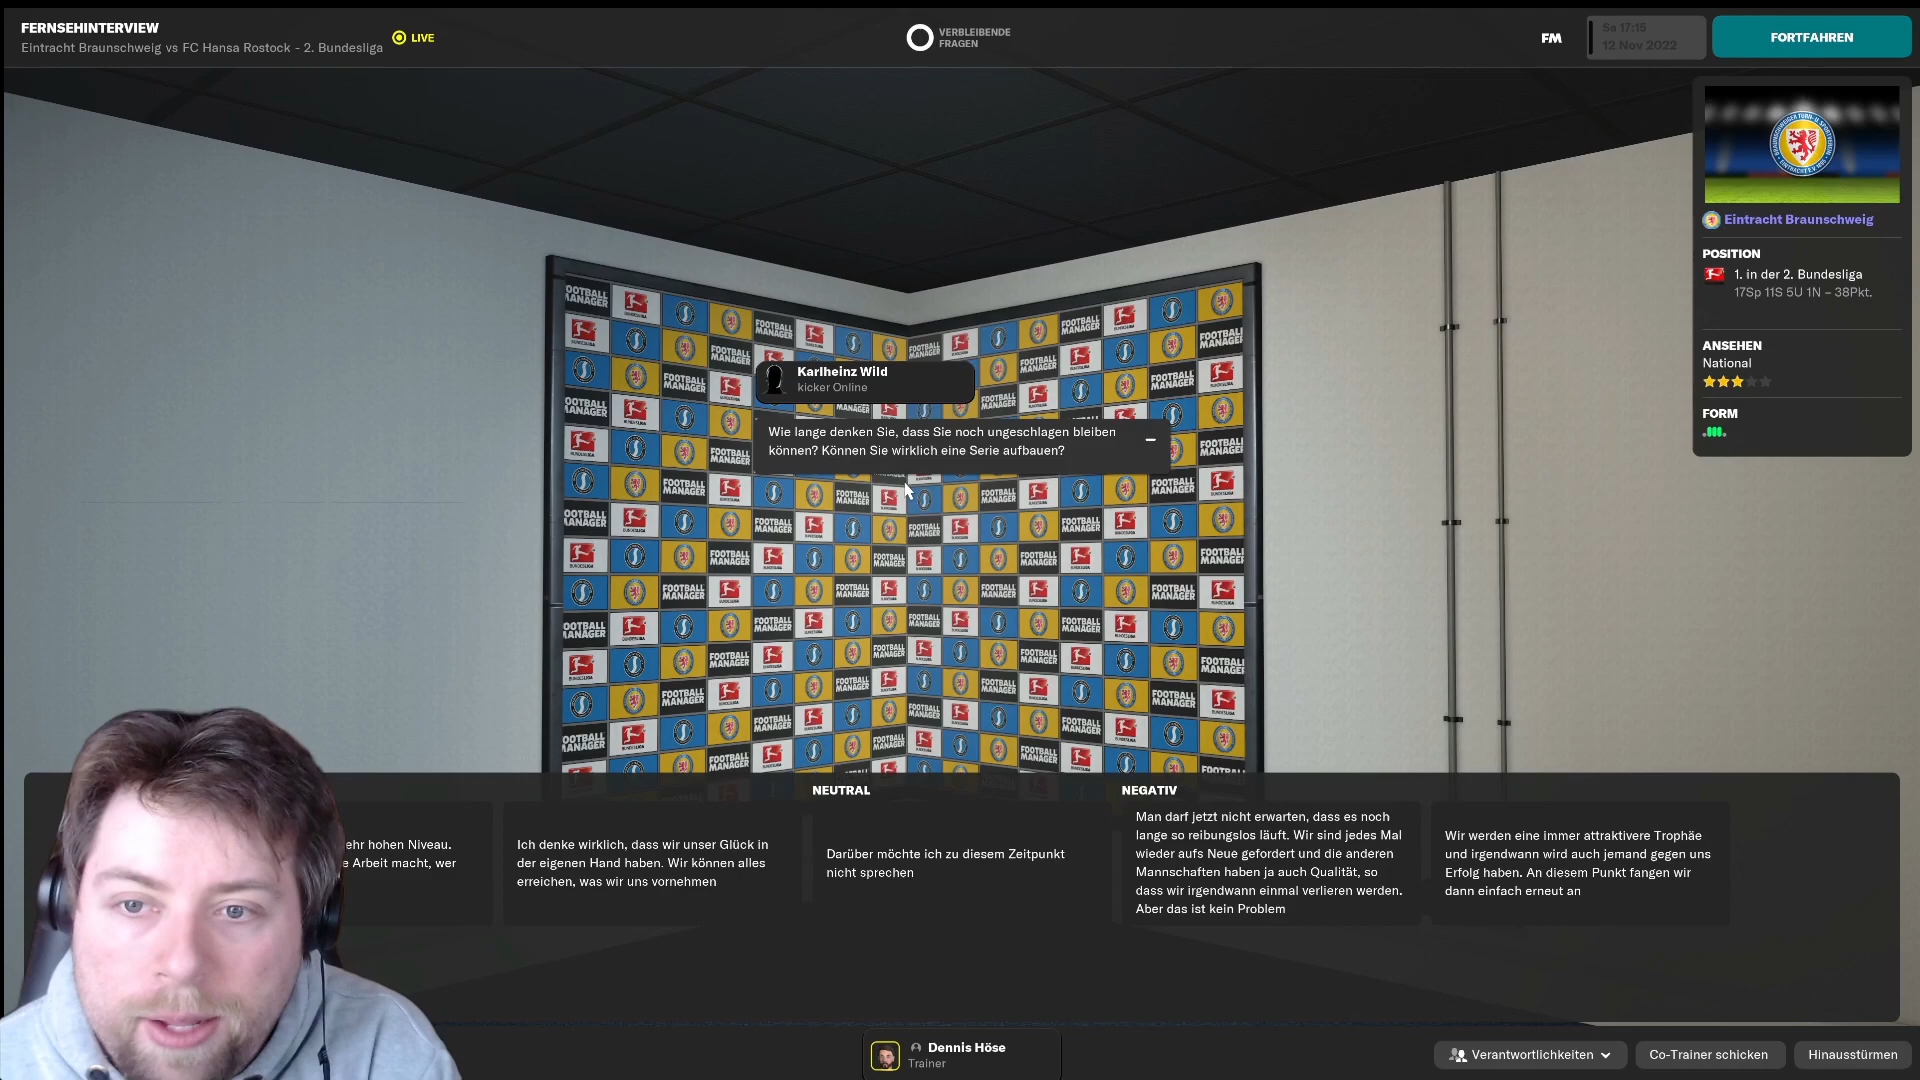 FERNSEHINTERVIEW
Eintracht Braunschweig vs FC Hansa Rostock - 2. Bundesliga
LIVE
VERBLEIBENDE
FRAGEN
FM
Sa 17:15
12 Nov 2022
FORTFAHREN
Eintracht Braunschweig
POSITION
1. in der 2. Bundesliga
17Sp 11S 5U 1N – 38Pkt.
ANSEHEN
National
FORM
Karlheinz Wild
kicker Online
Wie lange denken Sie, dass Sie noch ungeschlagen bleiben
können? Können Sie wirklich eine Serie aufbauen?
FOOTBALL
MANAGER
BUNDESLIGA
NEUTRAL
NEGATIV
ehr hohen Niveau.
e Arbeit macht, wer
Ich denke wirklich, dass wir unser Glück in
der eigenen Hand haben. Wir können alles
erreichen, was wir uns vornehmen
Darüber möchte ich zu diesem Zeitpunkt
nicht sprechen
Man darf jetzt nicht erwarten, dass es noch
lange so reibungslos läuft. Wir sind jedes Mal
wieder aufs Neue gefordert und die anderen
Mannschaften haben ja auch Qualität, so
dass wir irgendwann einmal verlieren werden.
Aber das ist kein Problem
Wir werden eine immer attraktivere Trophäe
und irgendwann wird auch jemand gegen uns
Erfolg haben. An diesem Punkt fangen wir
dann einfach erneut an
Dennis Höse
Trainer
Verantwortlichkeiten
Co-Trainer schicken
Hinausstürmen